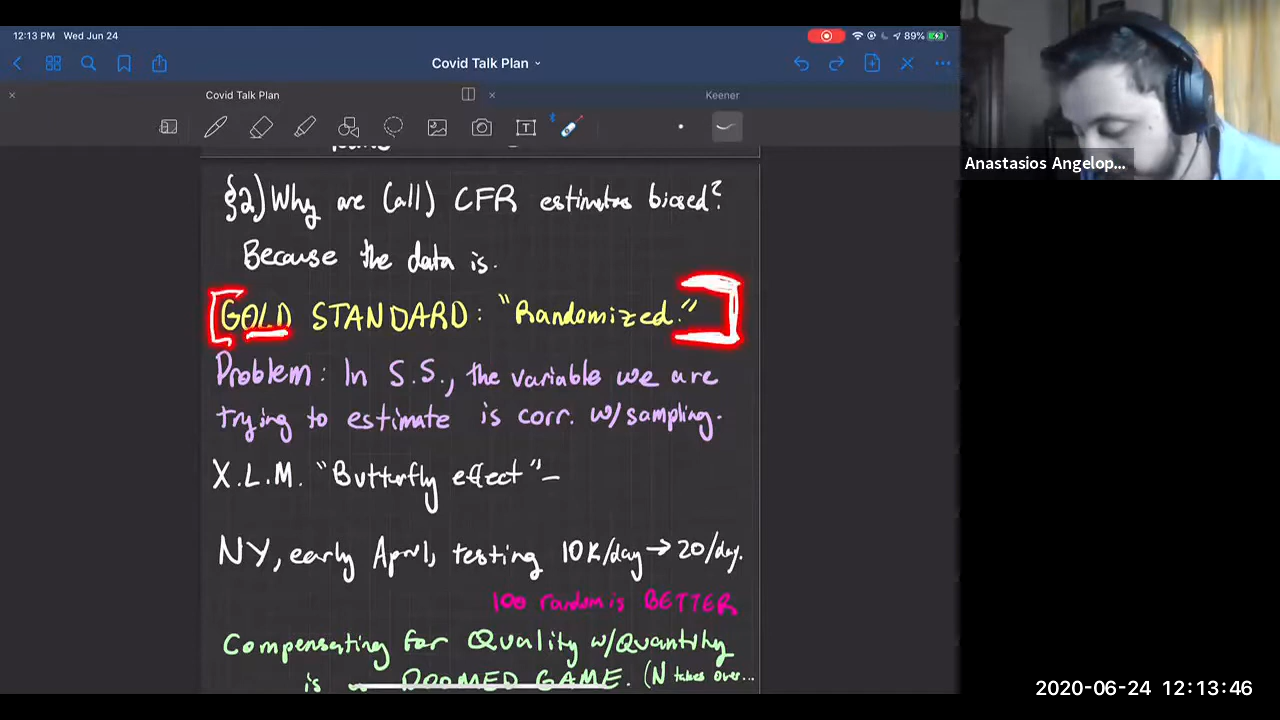 12:13 PM Wed Jun 24
89%
Covid Talk Plan
Covid Talk Plan
Keener
T
§2) Why are (all) CFR estimates biased?
Because the data is.
[GOLD STANDARD: "Randomized."]
Problem: In S.S., the variable we are
trying to estimate is corr. w/sampling.
X.L.M. "Butterfly effect" –
NY, early April, testing 10K/day → 20/day.
100 random is BETTER
Compensating for Quality w/Quantity
is a DOOMED GAME. (N takes over...
Anastasios Angelop...
2020-06-24 12:13:46